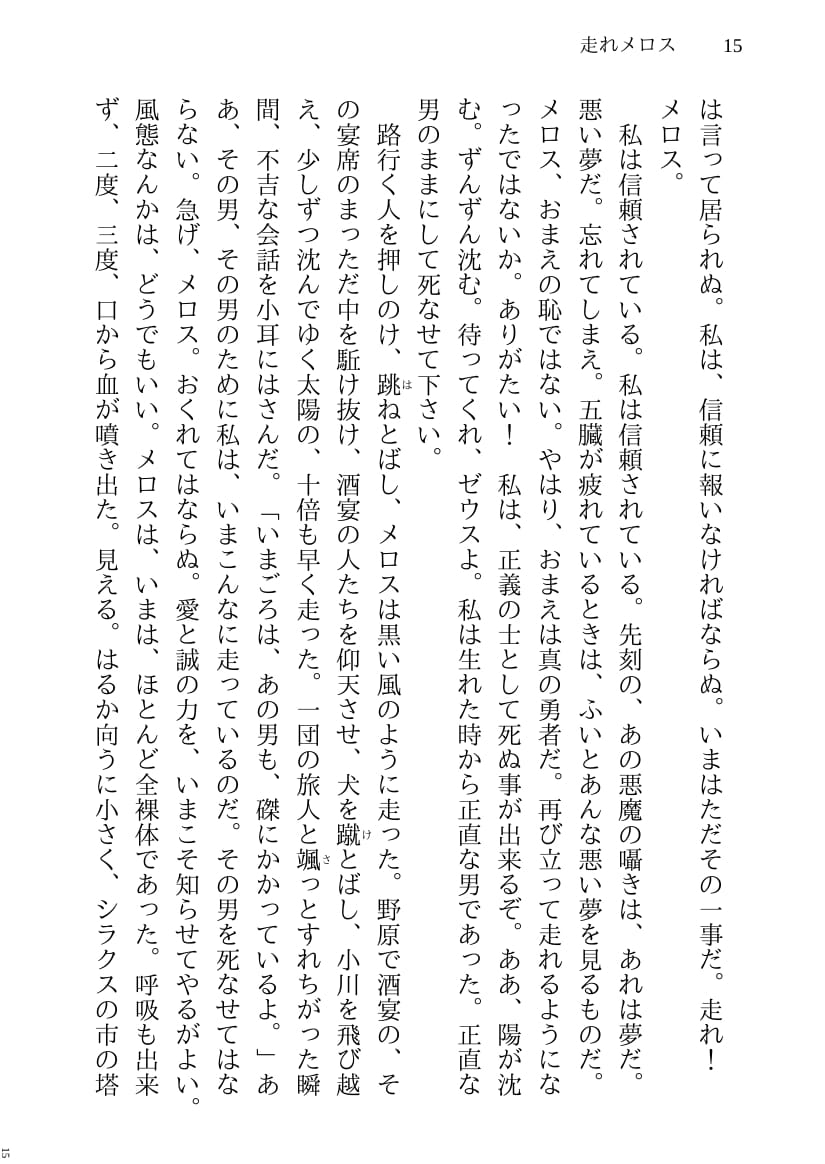 走れメロス 15
は言って居られぬ。私は、信頼に報いなければならぬ。いまはただその一事だ。走れ！
メロス。
　私は信頼されている。私は信頼されている。先刻の、あの悪魔の囁きは、あれは夢だ。
悪い夢だ。忘れてしまえ。五臓が疲れているときは、ふいとあんな悪い夢を見るものだ。
メロス、おまえの恥ではない。やはり、おまえは真の勇者だ。再び立って走れるようにな
ったではないか。ありがたい！　私は、正義の士として死ぬ事が出来るぞ。ああ、陽が沈
む。ずんずん沈む。待ってくれ、ゼウスよ。私は生れた時から正直な男であった。正直な
男のままにして死なせて下さい。
　路行く人を押しのけ、跳はねとばし、メロスは黒い風のように走った。野原で酒宴の、そ
の宴席のまっただ中を駈け抜け、酒宴の人たちを仰天させ、犬を蹴けとばし、小川を飛び越
え、少しずつ沈んでゆく太陽の、十倍も早く走った。一団の旅人と颯さっとすれちがった瞬
間、不吉な会話を小耳にはさんだ。「いまごろは、あの男も、磔にかかっているよ。」あ
あ、その男、その男のために私は、いまこんなに走っているのだ。その男を死なせてはな
らない。急げ、メロス。おくれてはならぬ。愛と誠の力を、いまこそ知らせてやるがよい。
風態なんかは、どうでもいい。メロスは、いまは、ほとんど全裸体であった。呼吸も出来
ず、二度、三度、口から血が噴き出た。見える。はるか向うに小さく、シラクスの市の塔
15